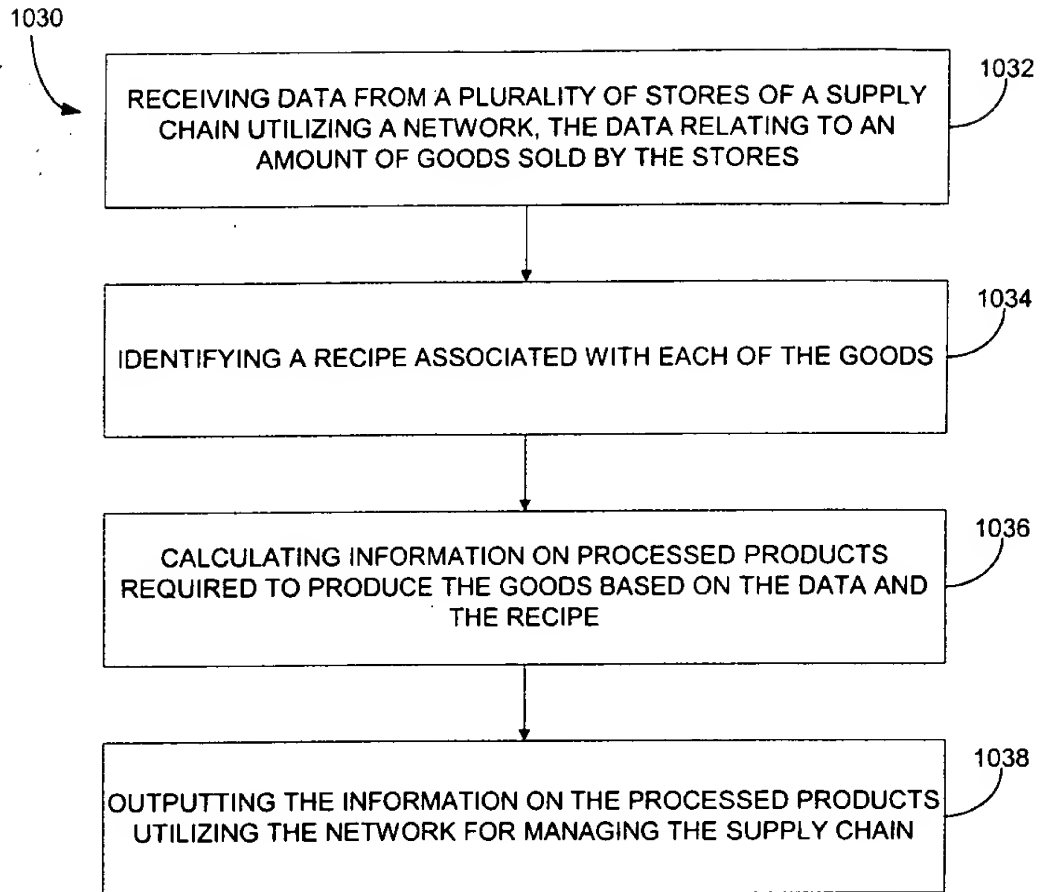 1030
1032
RECEIVING DATA FROM A PLURALITY OF STORES OF A SUPPLY
CHAIN UTILIZING A NETWORK, THE DATA RELATING TO AN
AMOUNT OF GOODS SOLD BY THE STORES
1034
IDENTIFYING A RECIPE ASSOCIATED WITH EACH OF THE GOODS
1036
CALCULATING INFORMATION ON PROCESSED PRODUCTS
REQUIRED TO PRODUCE THE GOODS BASED ON THE DATA AND
THE RECIPE
1038
OUTPUTTING THE INFORMATION ON THE PROCESSED PRODUCTS
UTILIZING THE NETWORK FOR MANAGING THE SUPPLY CHAIN